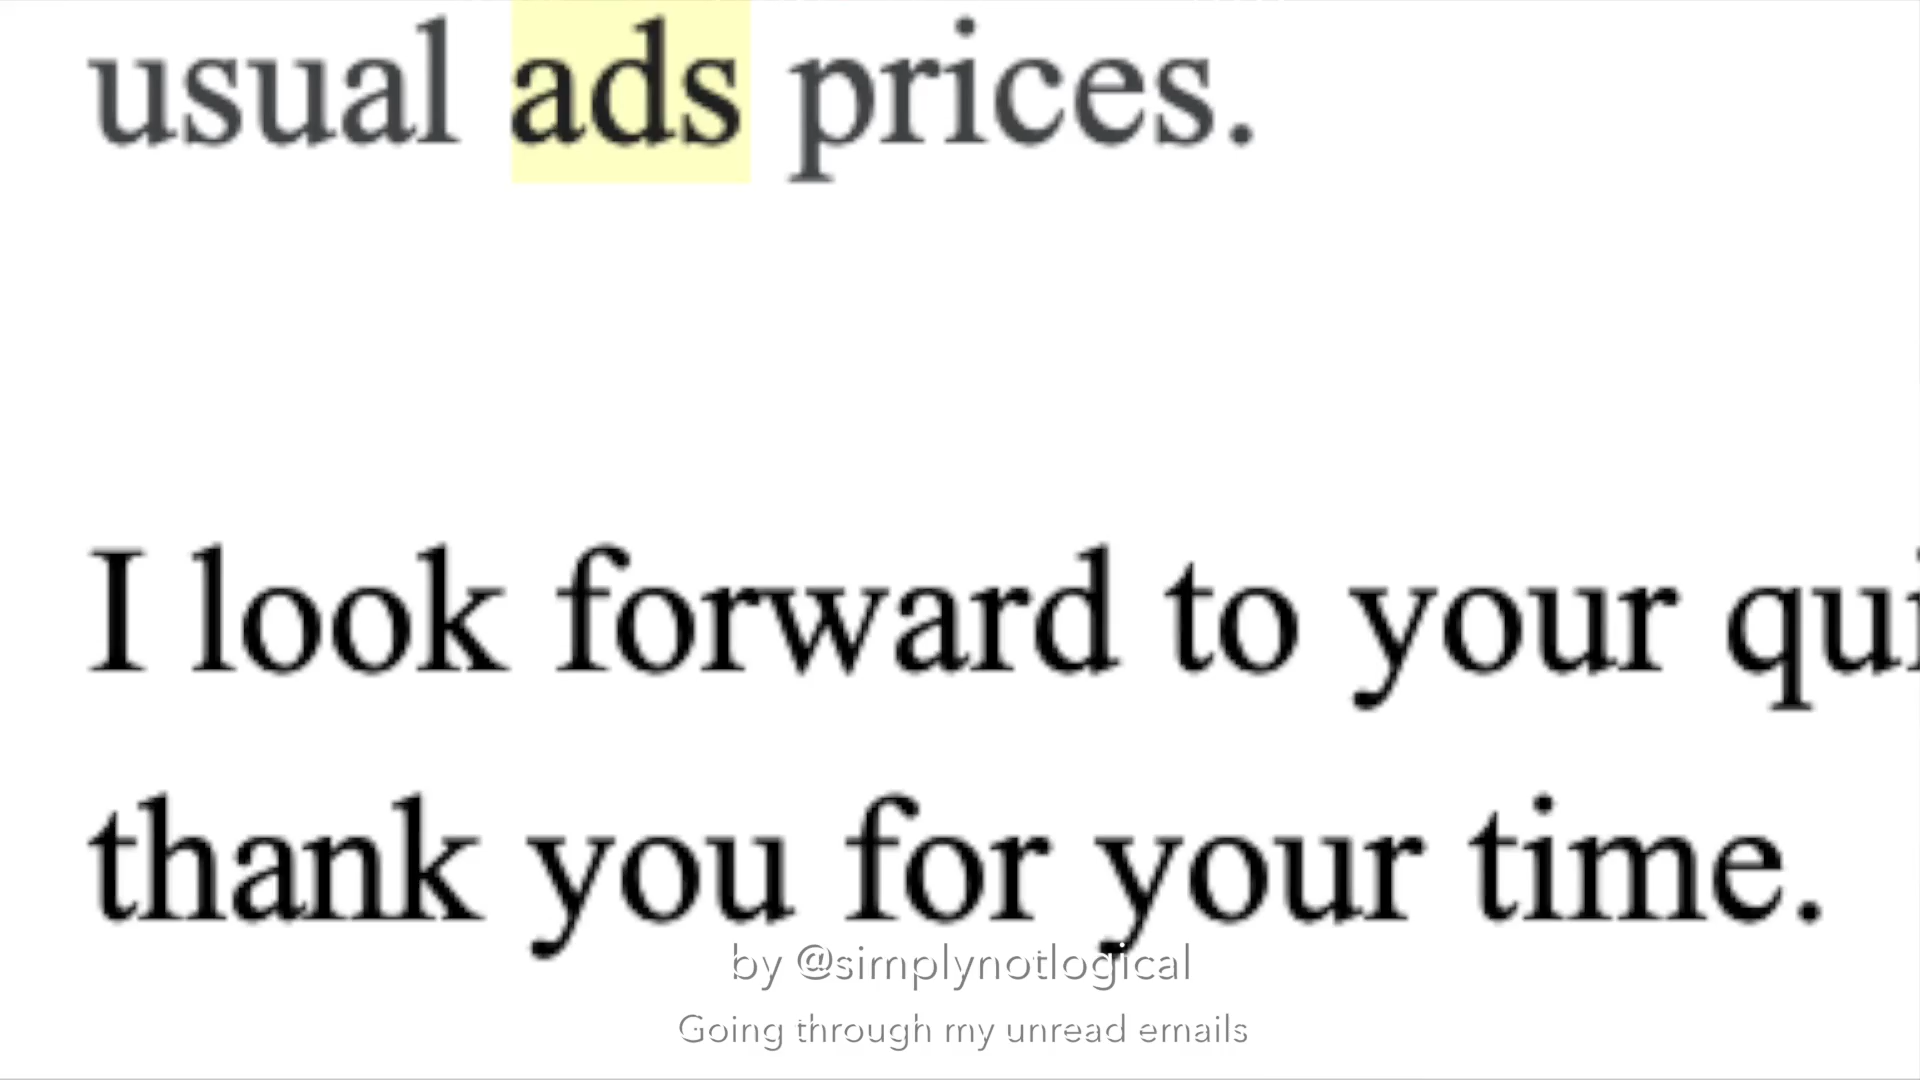 usual ads prices.
I look forward to your
thank you for your time.
by @simplynotlogical
Going through my unread emails